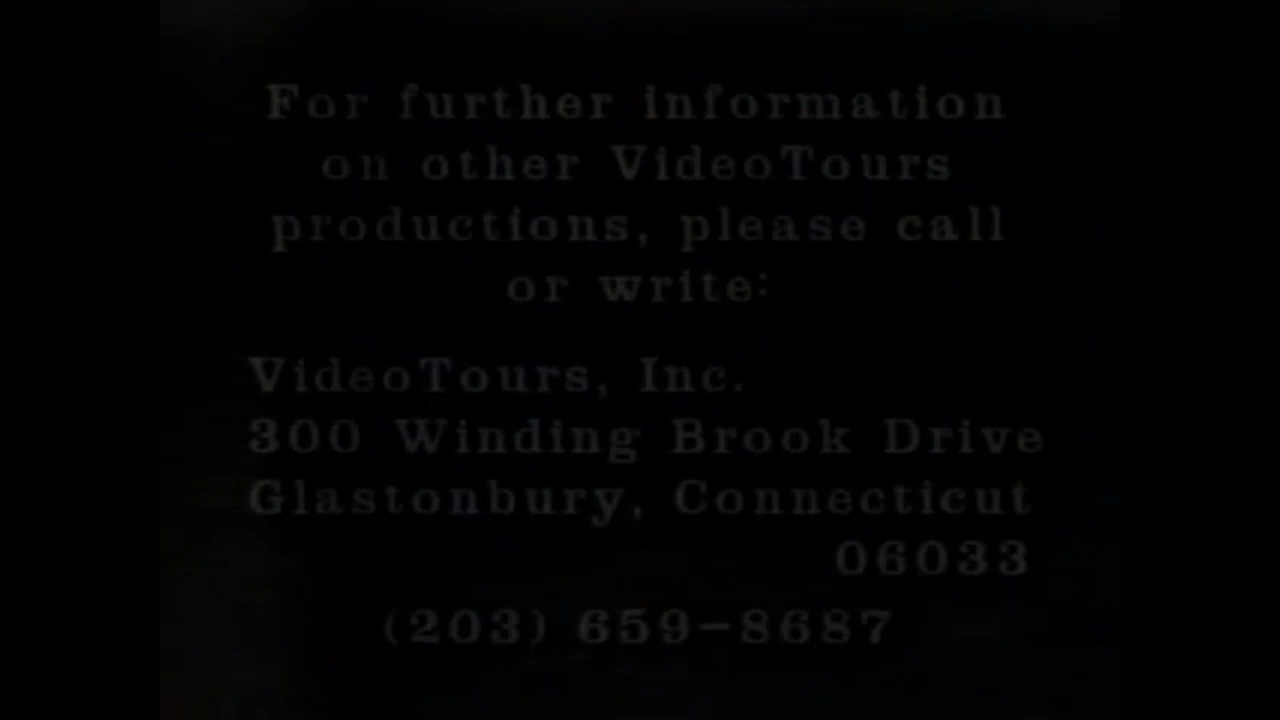 For further information
on other VideoTours
productions, please call
or write:
VideoTours, Inc.
300 Winding Brook Drive
Glastonbury, Connecticut
06033
(203) 659-8687